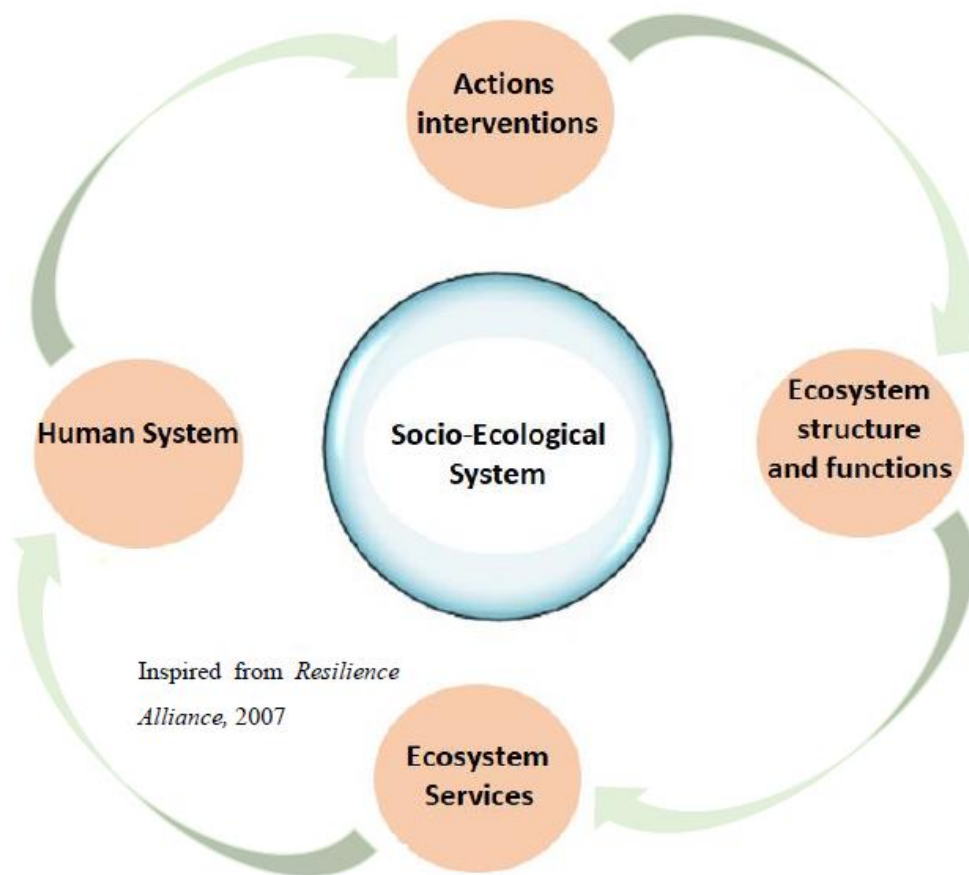 Actions
interventions
Ecosystem
structure
and functions
Human System
Socio-Ecological
System
Inspired from Resilience
Alliance, 2007
Ecosystem
Services